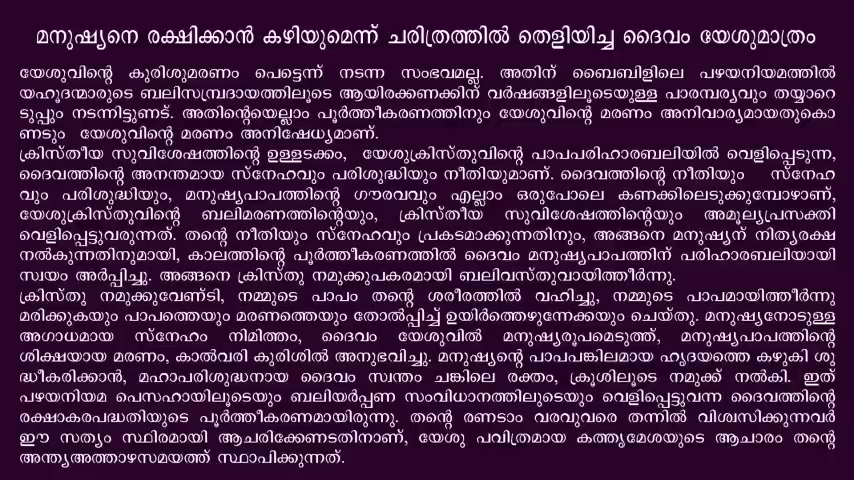 മനുഷ്യനെ രക്ഷിക്കാൻ കഴിയുമെന്ന് ചരിത്രത്തിൽ തെളിയിച്ച ദൈവം യേശുമാത്രം
യേശുവിന്റെ കുരിശുമരണം പെട്ടെന്ന് നടന്ന സംഭവമല്ല. അതിന് ബൈബിളിലെ പഴയനിയമത്തിൽ
യഹൂദന്മാരുടെ ബലിസമ്പ്രദായത്തിലൂടെ ആയിരക്കണക്കിന് വർഷങ്ങളിലൂടെയുള്ള പാരമ്പര്യവും തയ്യാറെ
ടുപ്പും നടന്നിട്ടുണട്. അതിന്റെയെല്ലാം പൂർത്തീകരണത്തിനും യേശുവിന്റെ മരണം അനിവാര്യമായതുകൊ
ണടും യേശുവിന്റെ മരണം അനിഷേധ്യമാണ്.
ക്രിസ്തീയ സുവിശേഷത്തിന്റെ ഉള്ളടക്കം, യേശുക്രിസ്തുവിന്റെ പാപപരിഹാരബലിയിൽ വെളിപ്പെടുന്ന,
ദൈവത്തിന്റെ അനന്തമായ സ്നേഹവും പരിശുദ്ധിയും നീതിയുമാണ്. ദൈവത്തിന്റെ നീതിയും സ്നേഹ
വും പരിശുദ്ധിയും, മനുഷ്യപാപത്തിന്റെ ഗൗരവവും എല്ലാം ഒരുപോലെ കണക്കിലെടുക്കുമ്പോഴാണ്,
യേശുക്രിസ്തുവിന്റെ ബലിമരണത്തിന്റെയും, ക്രിസ്തീയ സുവിശേഷത്തിന്റെയും അമൂല്യപ്രസക്തി
വെളിപ്പെട്ടുവരുന്നത്. തന്റെ നീതിയും സ്നേഹവും പ്രകടമാക്കുന്നതിനും, അങ്ങനെ മനുഷ്യന് നിത്യരക്ഷ
നൽകുന്നതിനുമായി, കാലത്തിന്റെ പൂർത്തീകരണത്തിൽ ദൈവം മനുഷ്യപാപത്തിന് പരിഹാരബലിയായി
സ്വയം അർപ്പിച്ചു. അങ്ങനെ ക്രിസ്തു നമുക്കുപകരമായി ബലിവസ്തുവായിത്തീർന്നു.
ക്രിസ്തു നമുക്കുവേണ്ടി, നമ്മുടെ പാപം തന്റെ ശരീരത്തിൽ വഹിച്ചു, നമ്മുടെ പാപമായിത്തീർന്നു
മരിക്കുകയും പാപത്തെയും മരണത്തെയും തോൽപ്പിച്ച് ഉയിർത്തെഴുന്നേക്കയും ചെയ്തു. മനുഷ്യനോടുള്ള
അഗാധമായ സ്നേഹം നിമിത്തം, ദൈവം യേശുവിൽ മനുഷ്യരൂപമെടുത്ത്, മനുഷ്യപാപത്തിന്റെ
ശിക്ഷയായ മരണം, കാൽവരി കുരിശിൽ അനുഭവിച്ചു. മനുഷ്യന്റെ പാപപങ്കിലമായ ഹൃദയത്തെ കഴുകി ശു
ദ്ധീകരിക്കാൻ, മഹാപരിശുദ്ധനായ ദൈവം സ്വന്തം ചങ്കിലെ രക്തം, ക്രൂശിലൂടെ നമുക്ക് നൽകി. ഇത്
പഴയനിയമ പെസഹായിലൂടെയും ബലിയർപ്പണ സംവിധാനത്തിലുടെയും വെളിപ്പെട്ടുവന്ന ദൈവത്തിന്റെ
രക്ഷാകരപദ്ധതിയുടെ പൂർത്തീകരണമായിരുന്നു. തന്റെ രണടാം വരവുവരെ തന്നിൽ വിശ്വസിക്കുന്നവർ
ഈ സത്യം സ്ഥിരമായി ആചരിക്കേണടതിനാണ്, യേശു പവിത്രമായ കത്തൃമേശയുടെ ആചാരം തന്റെ
അന്ത്യഅത്താഴസമയത്ത് സ്ഥാപിക്കുന്നത്.